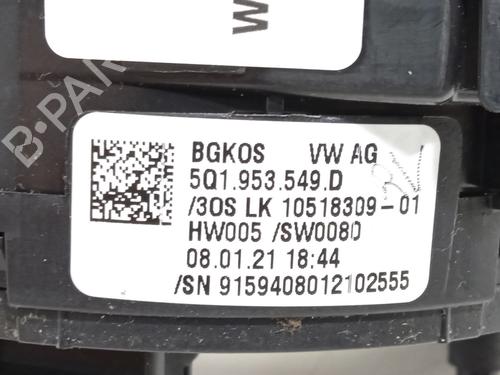 W
B-PAR
BGKOS VW AG
5Q1.953.549.D
/3OS LK 10518309-01
HW005 /SW0080
08.01.21 18:44
/SN 9159408012102555